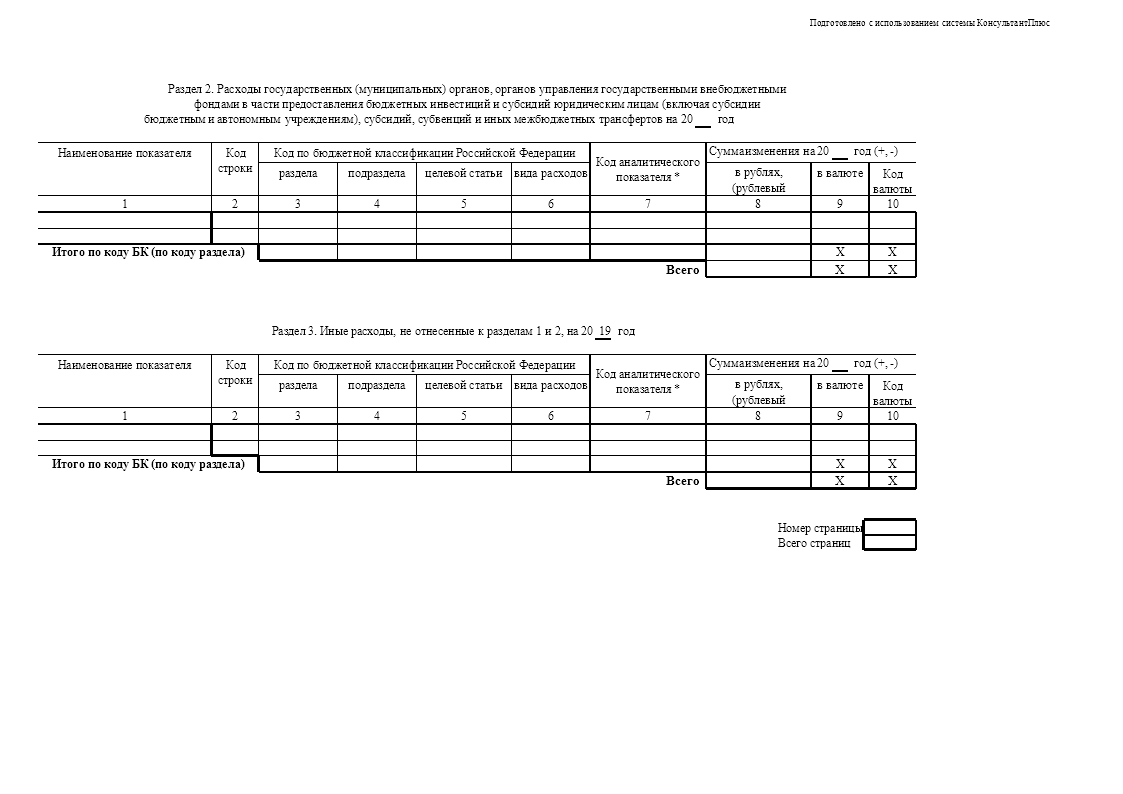 Подготовлено с использованием системы КонсультантПлюс
Раздел 2. Расходы государственных (муниципальных) органов, органов управления государственными внебюджетными
фондами в части предоставления бюджетных инвестиций и субсидий юридическим лицам (включая субсидии
бюджетным и автономным учреждениям), субсидий, субвенций и иных межбюджетных трансфертов на 20 __ год
Наименование показателя Код Код по бюджетной классификации Российской Федерации Код аналитического Суммаизменения на 20 __ год (+, -)
строки раздела подраздела целевой статьи вида расходов показателя * в рублях, в валюте Код
(рублевый валюты
1 2 3 4 5 6 7 8 9 10
Итого по коду БК (по коду раздела) X X
Всего X X
Раздел 3. Иные расходы, не отнесенные к разделам 1 и 2, на 20 19 год
Наименование показателя Код Код по бюджетной классификации Российской Федерации Код аналитического Суммаизменения на 20 __ год (+, -)
строки раздела подраздела целевой статьи вида расходов показателя * в рублях, в валюте Код
(рублевый валюты
1 2 3 4 5 6 7 8 9 10
Итого по коду БК (по коду раздела) X X
Всего X X
Номер страницы
Всего страниц